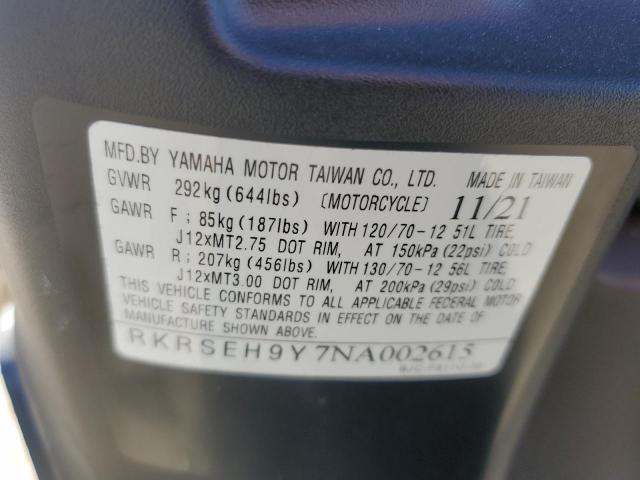 MFD.BY YAMAHA MOTOR TAIWAN CO., LTD. MADE IN TAIWAN
GVWR 292kg (644lbs) (MOTORCYCLE) 11/21
GAWR F ; 85kg (187lbs) WITH 120/70-12 51L TIRE,
J12xMT2.75 DOT RIM, AT 150kPa (22psi) COLD
GAWR R ; 207kg (456lbs) WITH 130/70-12 56L TIRE,
J12xMT3.00 DOT RIM, AT 200kPa (29psi) COLD
THIS VEHICLE CONFORMS TO ALL APPLICABLE FEDERAL MOTOR
VEHICLE SAFETY STANDARDS IN EFFECT ON THE DATE OF
MANUFACTURE SHOWN ABOVE.
RKRSEH9Y7NA002615